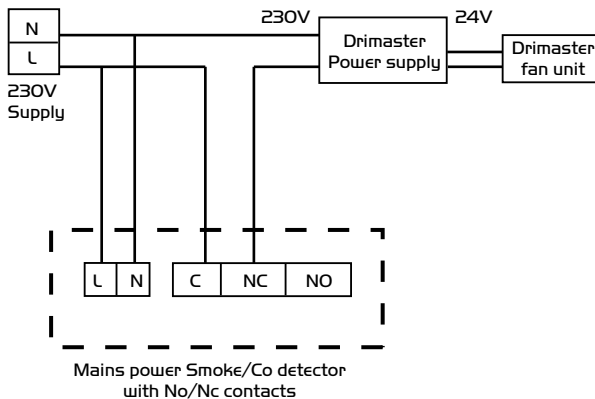 N
L
230V
Supply
230V
Drimaster
Power supply
24V
Drimaster
fan unit
L
N
C
NC
NO
Mains power Smoke/Co detector
with No/Nc contacts